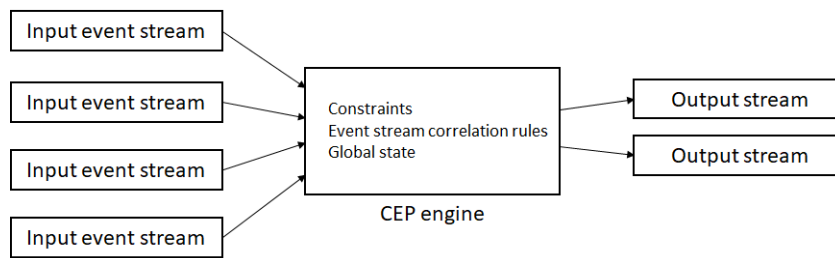 Input event stream
Input event stream
Input event stream
Input event stream
Constraints
Event stream correlation rules
Global state
CEP engine
Output stream
Output stream